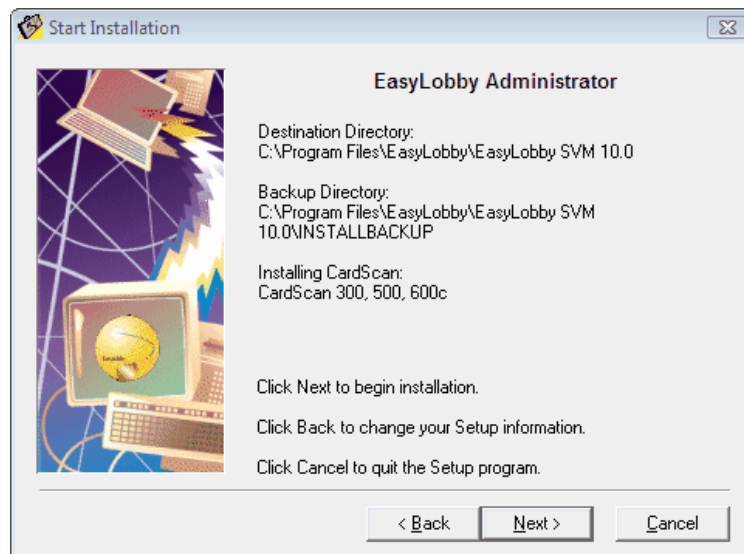 Start Installation
EasyLobby Administrator
Destination Directory:
C:\Program Files\EasyLobby\EasyLobby SVM 10.0
Backup Directory:
C:\Program Files\EasyLobby\EasyLobby SVM
10.0\INSTALLBACKUP
Installing CardScan:
CardScan 300, 500, 600c
Click Next to begin installation.
Click Back to change your Setup information.
Click Cancel to quit the Setup program.
< Back
Next >
Cancel